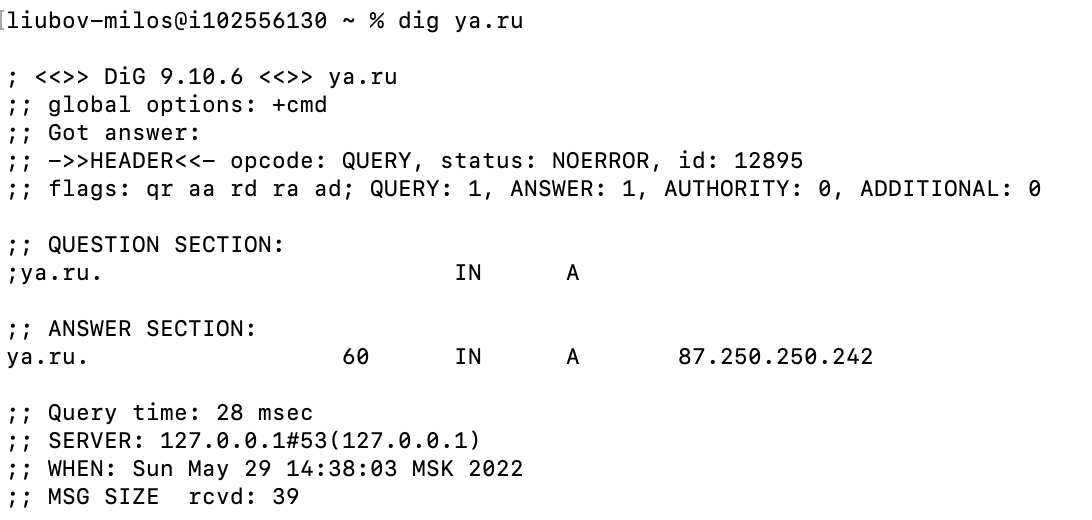 [liubov-milos@i102556130 ~ % dig ya.ru
; <<>> DiG 9.10.6 <<>> ya.ru
;; global options: +cmd
;; Got answer:
;; ->>HEADER<<- opcode: QUERY, status: NOERROR, id: 12895
;; flags: qr aa rd ra ad; QUERY: 1, ANSWER: 1, AUTHORITY: 0, ADDITIONAL: 0
;; QUESTION SECTION:
;ya.ru. IN A
;; ANSWER SECTION:
ya.ru. 60 IN A 87.250.250.242
;; Query time: 28 msec
;; SERVER: 127.0.0.1#53(127.0.0.1)
;; WHEN: Sun May 29 14:38:03 MSK 2022
;; MSG SIZE rcvd: 39